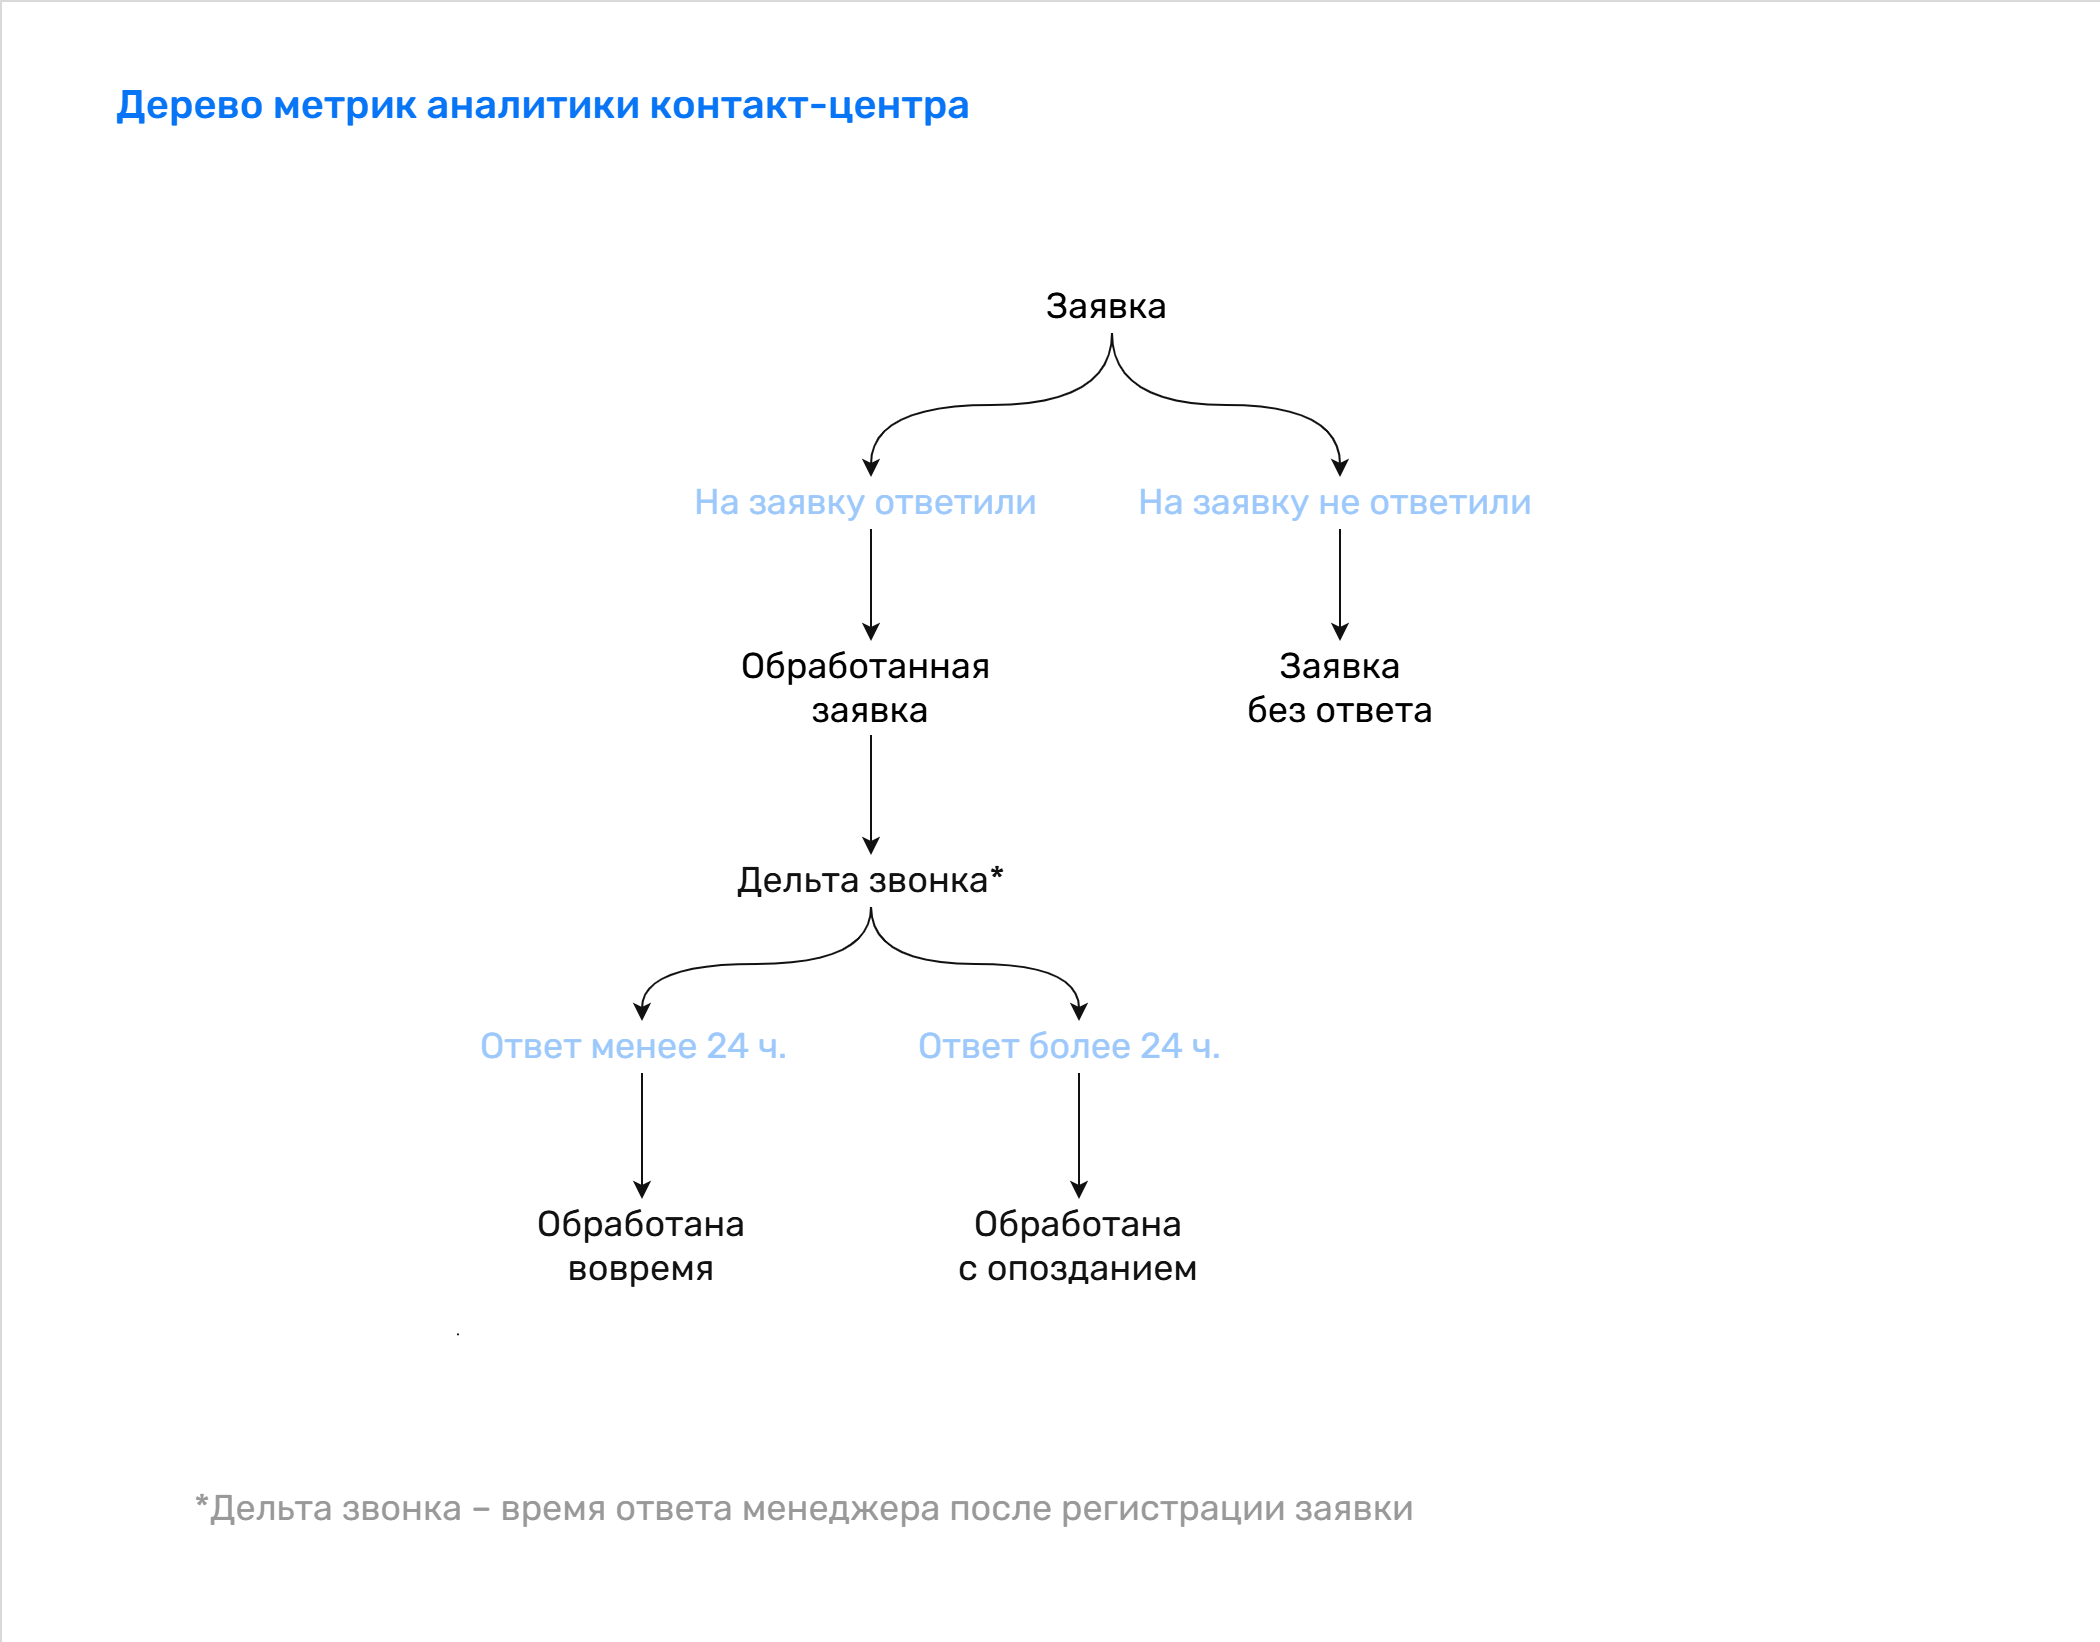 Дерево метрик аналитики контакт-центра
Заявка
На заявку ответили
На заявку не ответили
Обработанная
заявка
Заявка
без ответа
Дельта звонка*
Ответ менее 24 ч.
Ответ более 24 ч.
Обработана
вовремя
Обработана
с опозданием
*Дельта звонка – время ответа менеджера после регистрации заявки